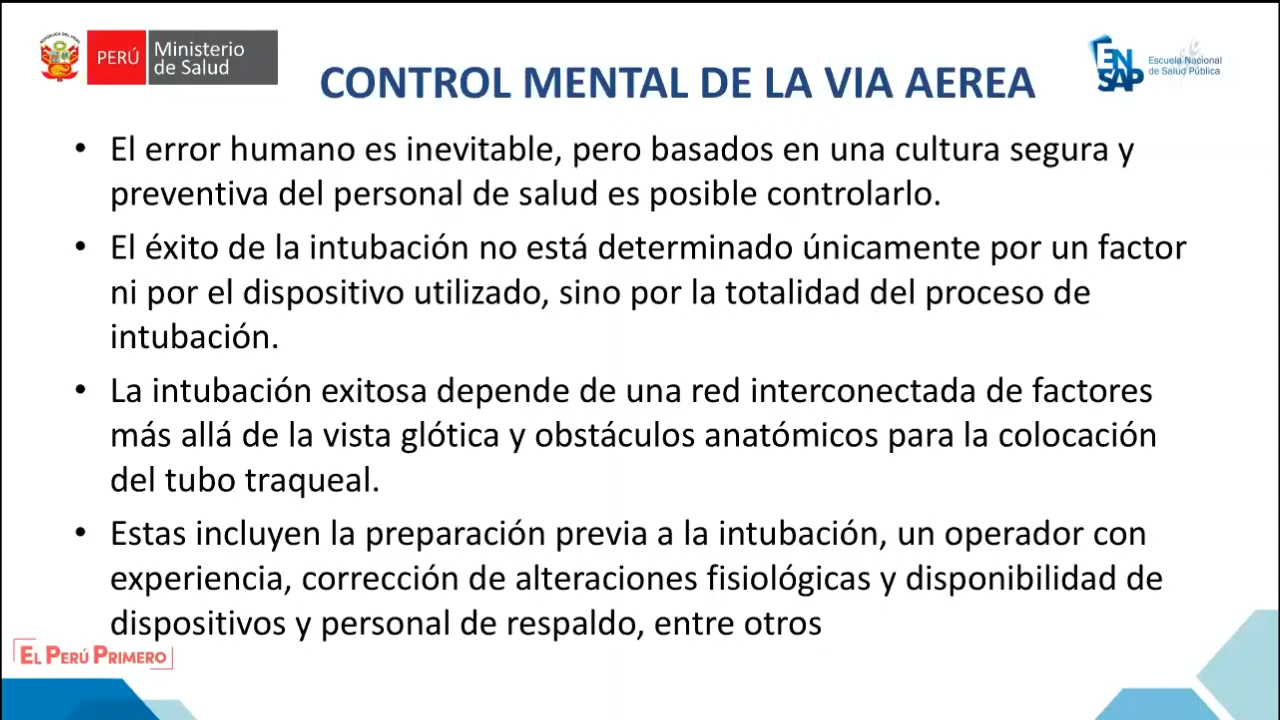 REPÚBLICA DEL PERÚ
PERÚ
Ministerio
de Salud
EN
SAP
Escuela Nacional
de Salud Pública
CONTROL MENTAL DE LA VIA AEREA
• El error humano es inevitable, pero basados en una cultura segura y
preventiva del personal de salud es posible controlarlo.
• El éxito de la intubación no está determinado únicamente por un factor
ni por el dispositivo utilizado, sino por la totalidad del proceso de
intubación.
• La intubación exitosa depende de una red interconectada de factores
más allá de la vista glótica y obstáculos anatómicos para la colocación
del tubo traqueal.
• Estas incluyen la preparación previa a la intubación, un operador con
experiencia, corrección de alteraciones fisiológicas y disponibilidad de
dispositivos y personal de respaldo, entre otros
EL PERÚ PRIMERO